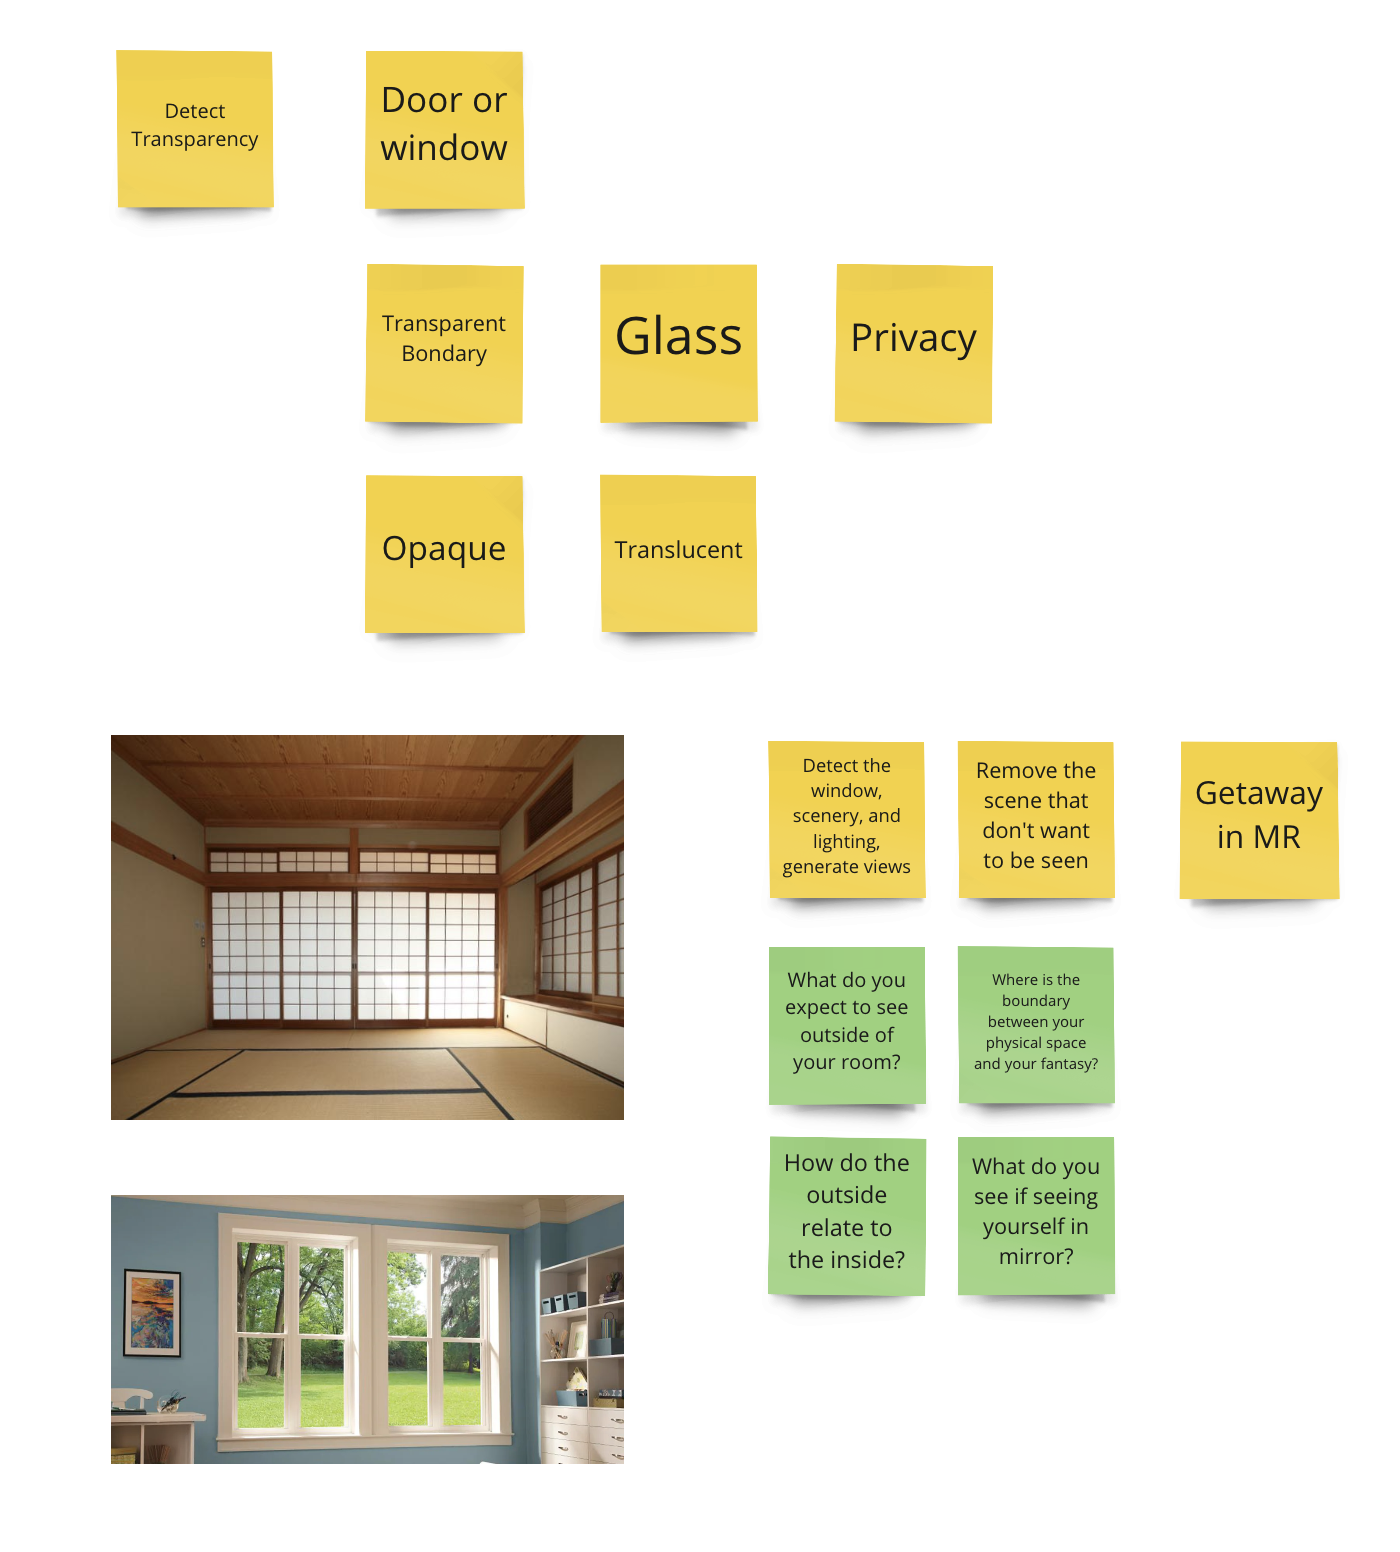 Detect
Transparency
Door or
window
Transparent
Bondary
Glass
Privacy
Opaque
Translucent
Detect the
window,
scenery, and
lighting,
generate views
Remove the
scene that
don't want
to be seen
Getaway
in MR
What do you
expect to see
outside of
your room?
Where is the
boundary
between your
physical space
and your fantasy?
How do the
outside
relate to
the inside?
What do you
see if seeing
yourself in
mirror?